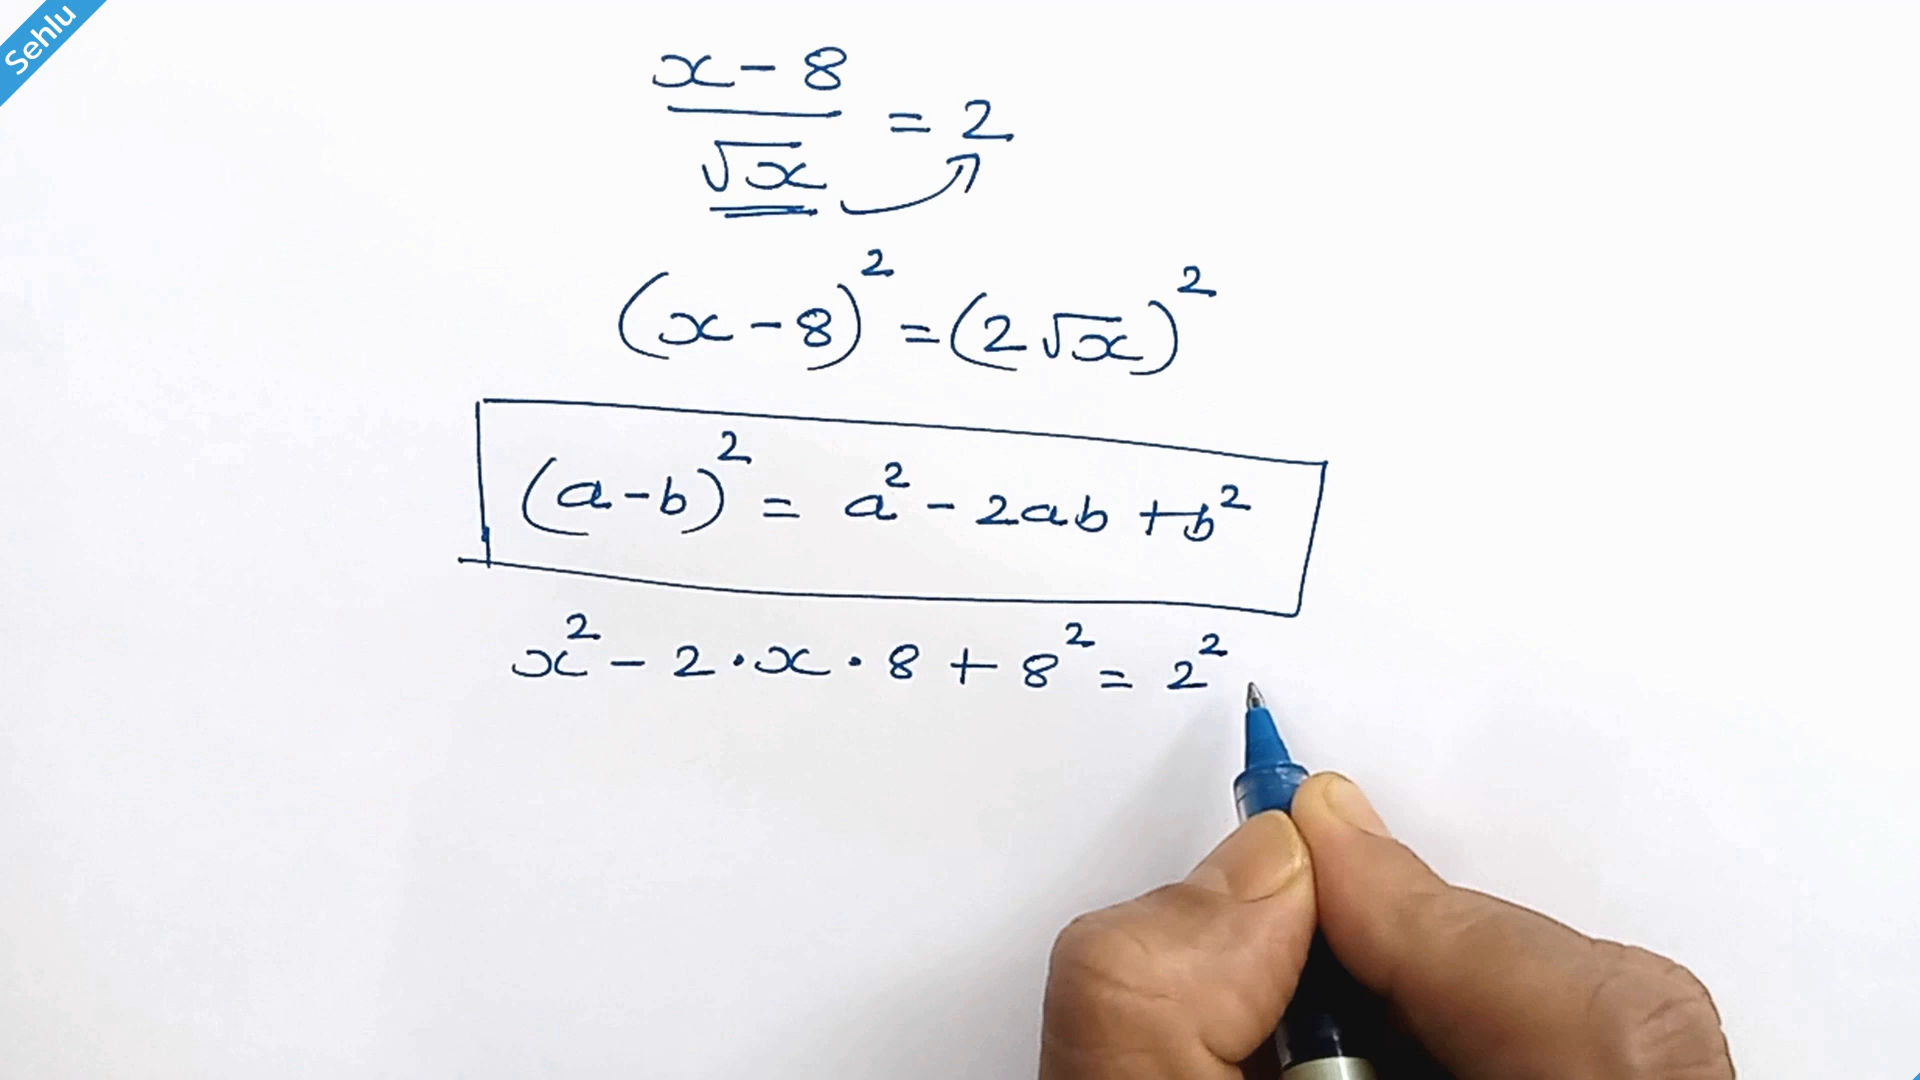 Sehlu
x - 8
——— = 2
√x
(x - 8)² = (2√x)²
(a - b)² = a² - 2ab + b²
x² - 2 · x · 8 + 8² = 2²